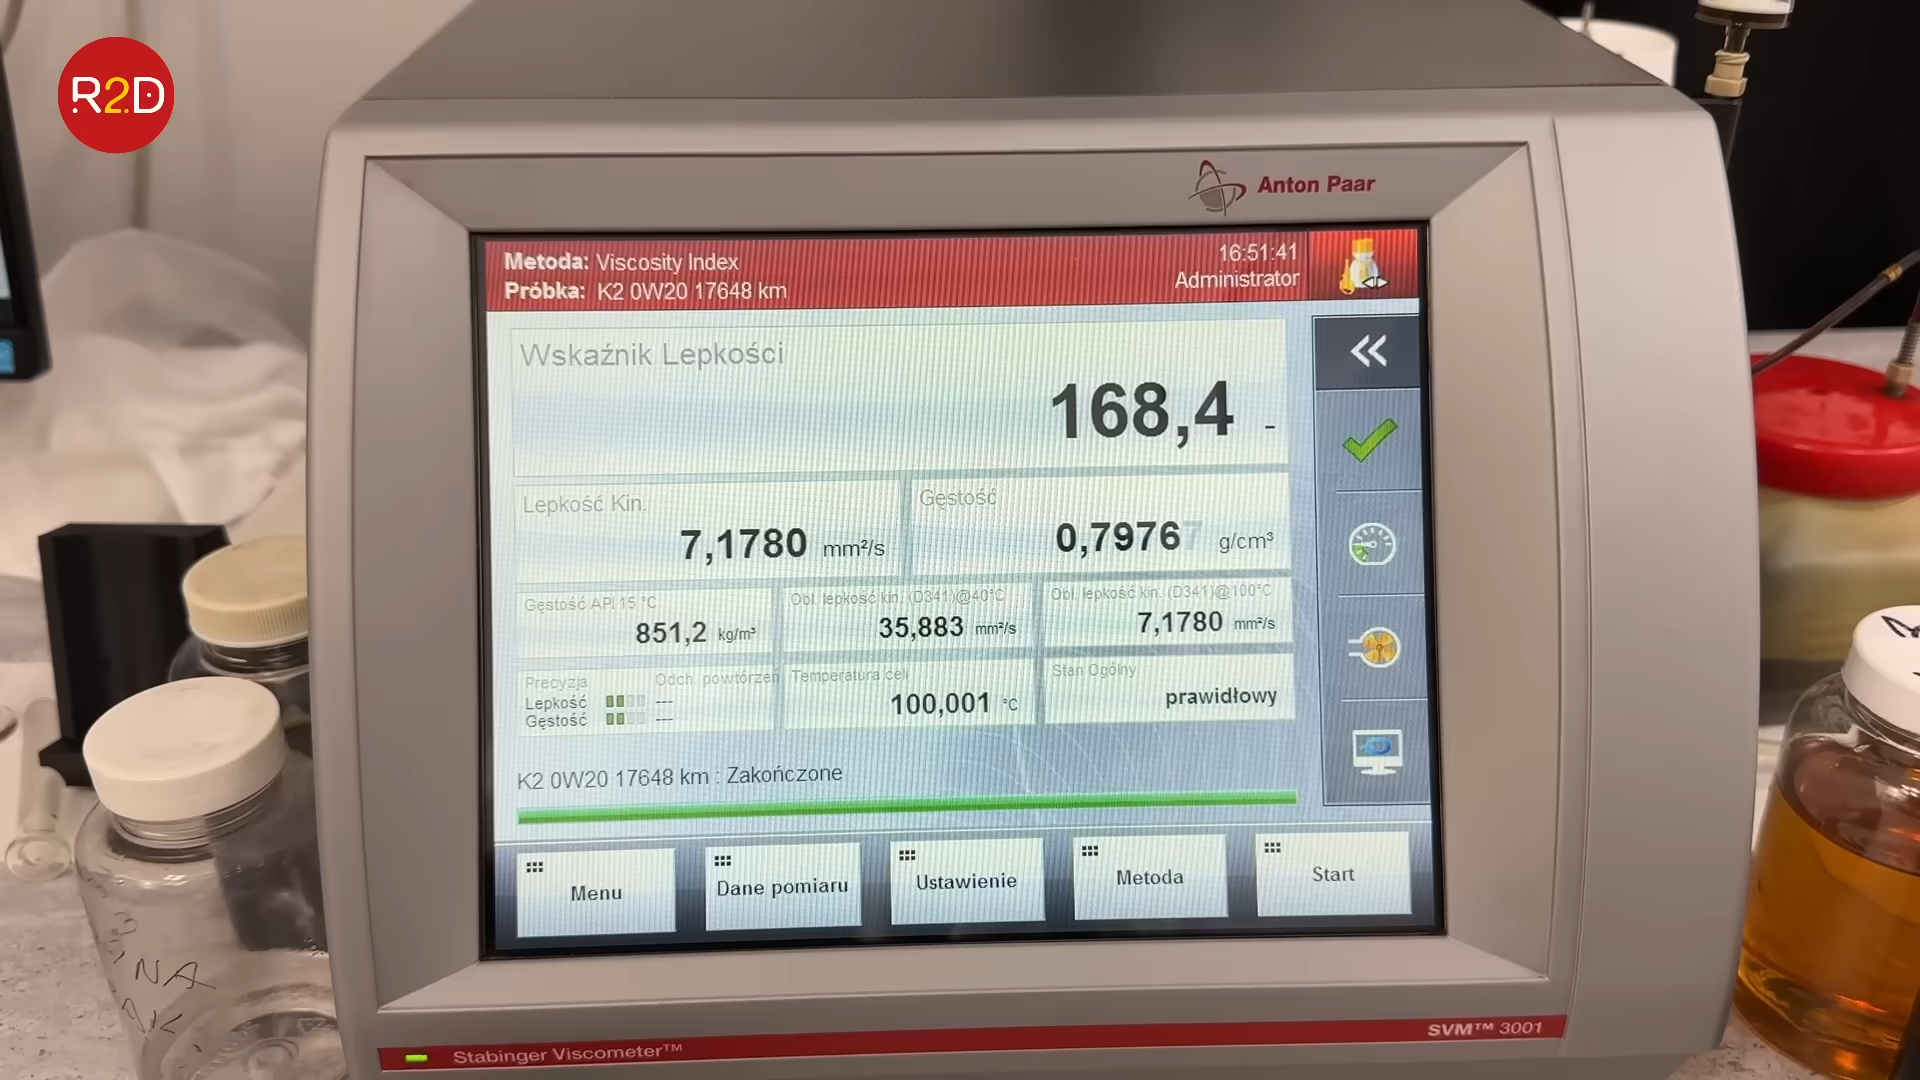 R2D
Anton Paar
Metoda: Viscosity Index
Próbka: K2 0W20 17648 km
16:51:41
Administrator
Wskaźnik Lepkości
168,4 -
Lepkość Kin.
7,1780 mm²/s
Gęstość
0,79767 g/cm³
Gęstość API 15 °C
851,2 kg/m³
Obl. lepkość kin. (D341)@40°C
35,883 mm²/s
Obl. lepkość kin. (D341)@100°C
7,1780 mm²/s
Precyzja
Odch. powtórzeń
Lepkość ---
Gęstość ---
Temperatura celi
100,001 °C
Stan Ogólny
prawidłowy
K2 0W20 17648 km : Zakończone
Menu
Dane pomiaru
Ustawienie
Metoda
Start
SVM™ 3001
Stabinger Viscometer™